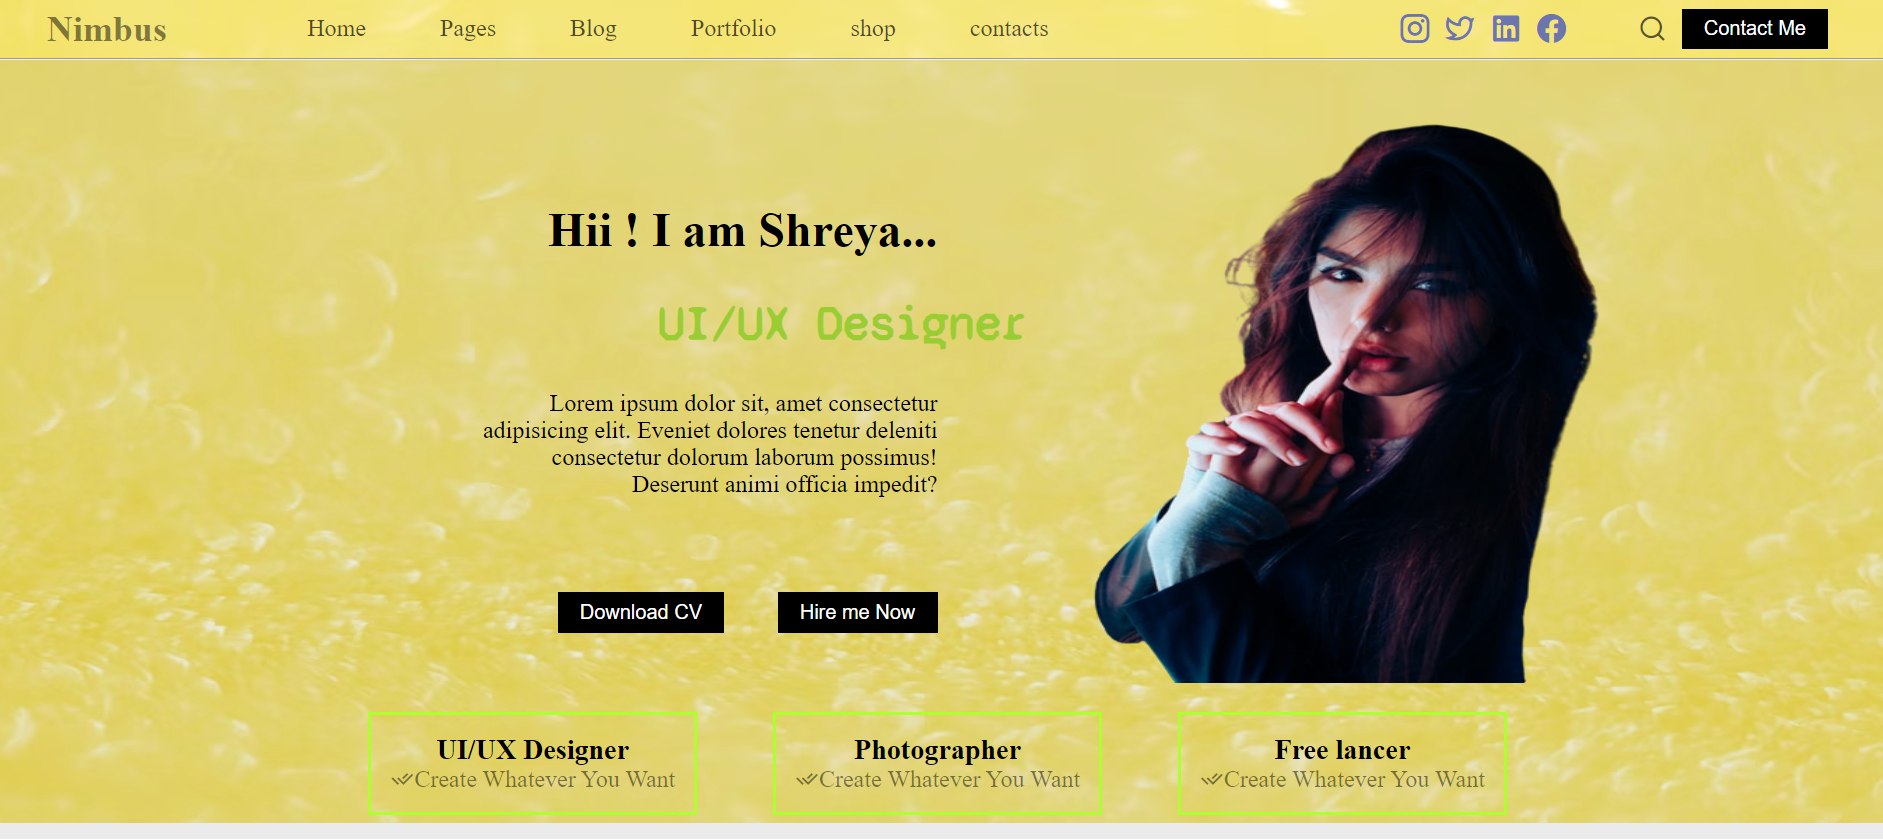 Nimbus Home Pages Blog Portfolio shop contacts Contact Me
Hii ! I am Shreya...
UI/UX Designer
Lorem ipsum dolor sit, amet consectetur
adipisicing elit. Eveniet dolores tenetur deleniti
consectetur dolorum laborum possimus!
Deserunt animi officia impedit?
Download CV Hire me Now
UI/UX Designer
Create Whatever You Want
Photographer
Create Whatever You Want
Free lancer
Create Whatever You Want